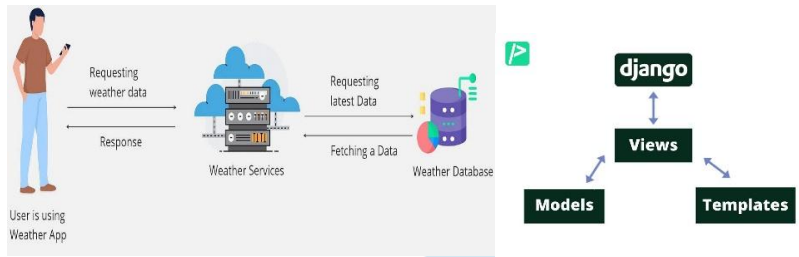 Requesting
weather data
Response
User is using
Weather App
Weather Services
Requesting
latest Data
Fetching a Data
Weather Database
django
Views
Models
Templates